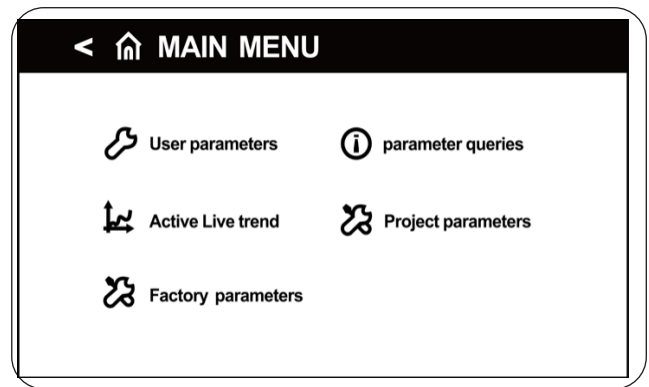 < MAIN MENU
User parameters
parameter queries
Active Live trend
Project parameters
Factory parameters